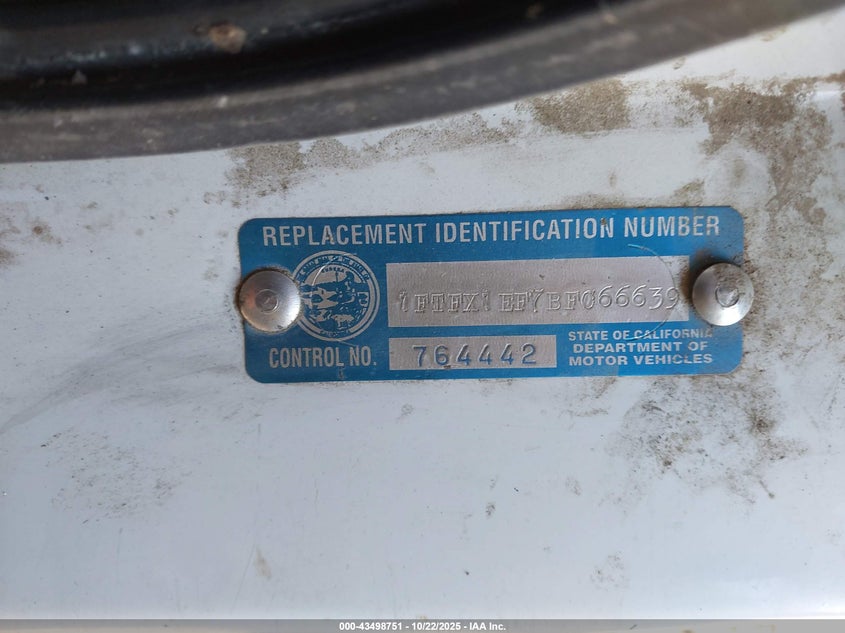 REPLACEMENT IDENTIFICATION NUMBER
1FTFX1EF7BFC66639
CONTROL NO. 764442
STATE OF CALIFORNIA
DEPARTMENT OF
MOTOR VEHICLES
000-43498751 - 10/22/2025 - IAA Inc.